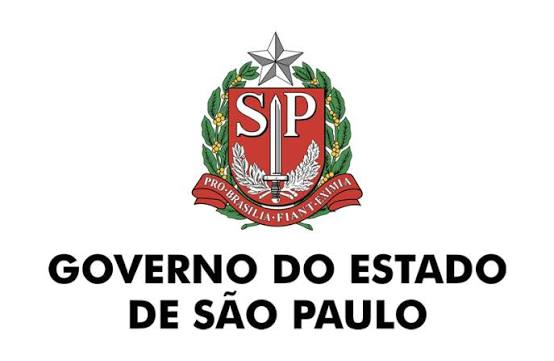 SP
PRO·BRASILIA·FIANT·EXIMIA
GOVERNO DO ESTADO
DE SÃO PAULO